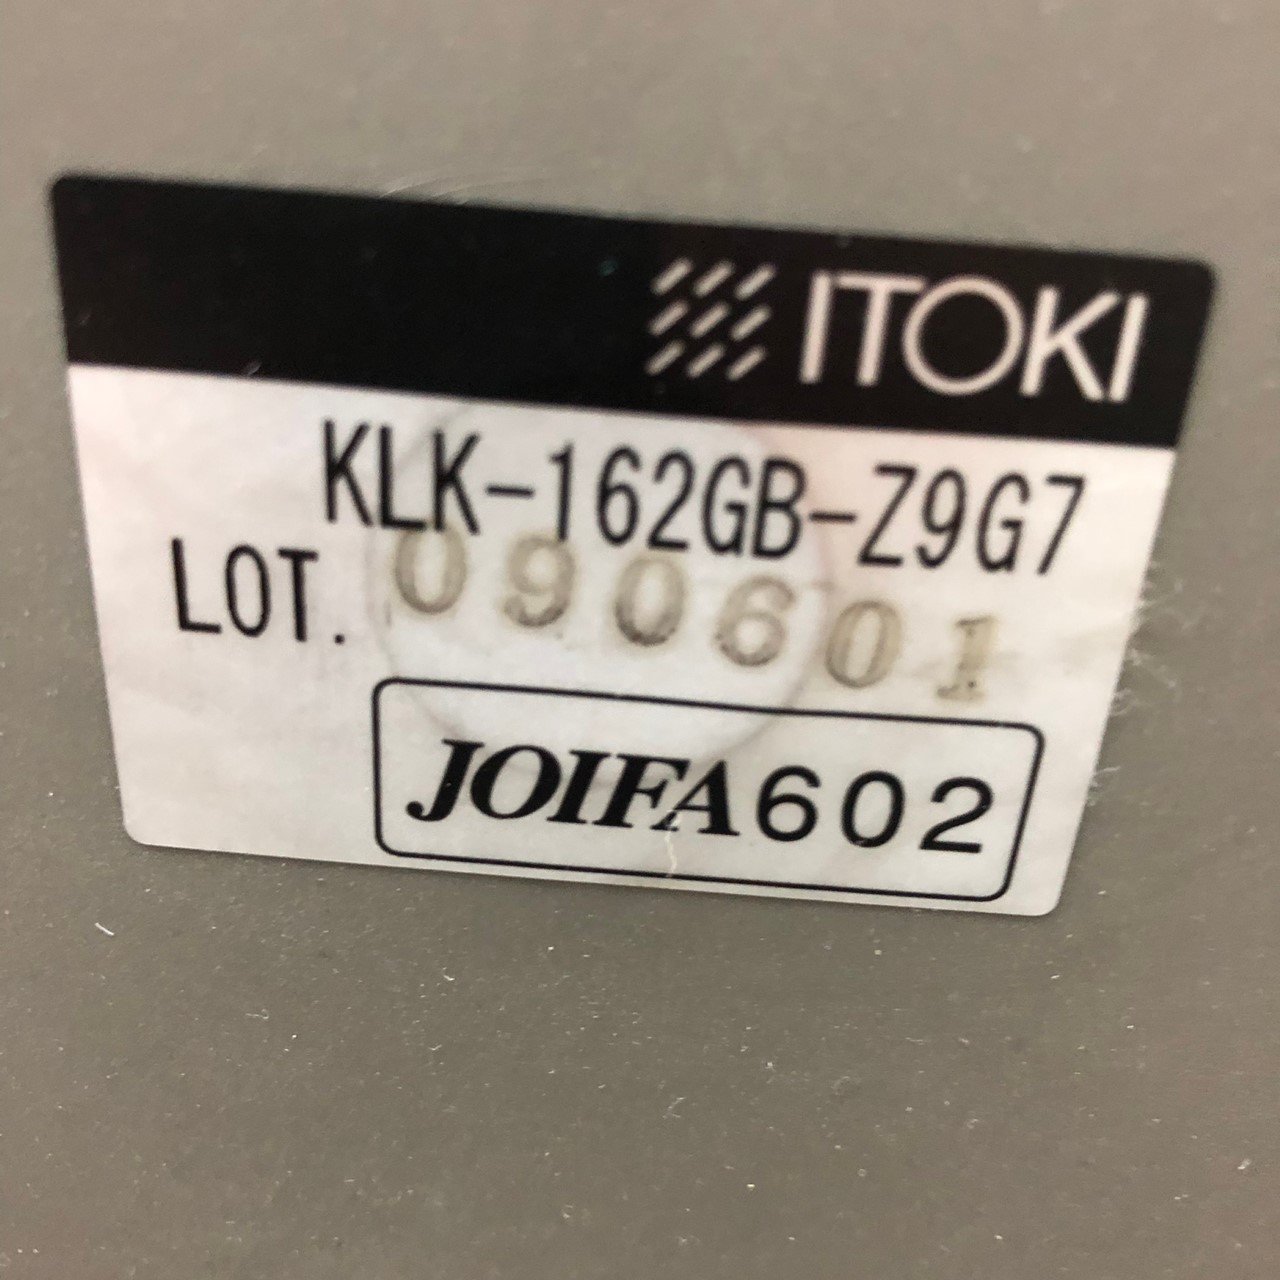 ITOKI
KLK-162GB-Z9G7
LOT. 090601
JOIFA602